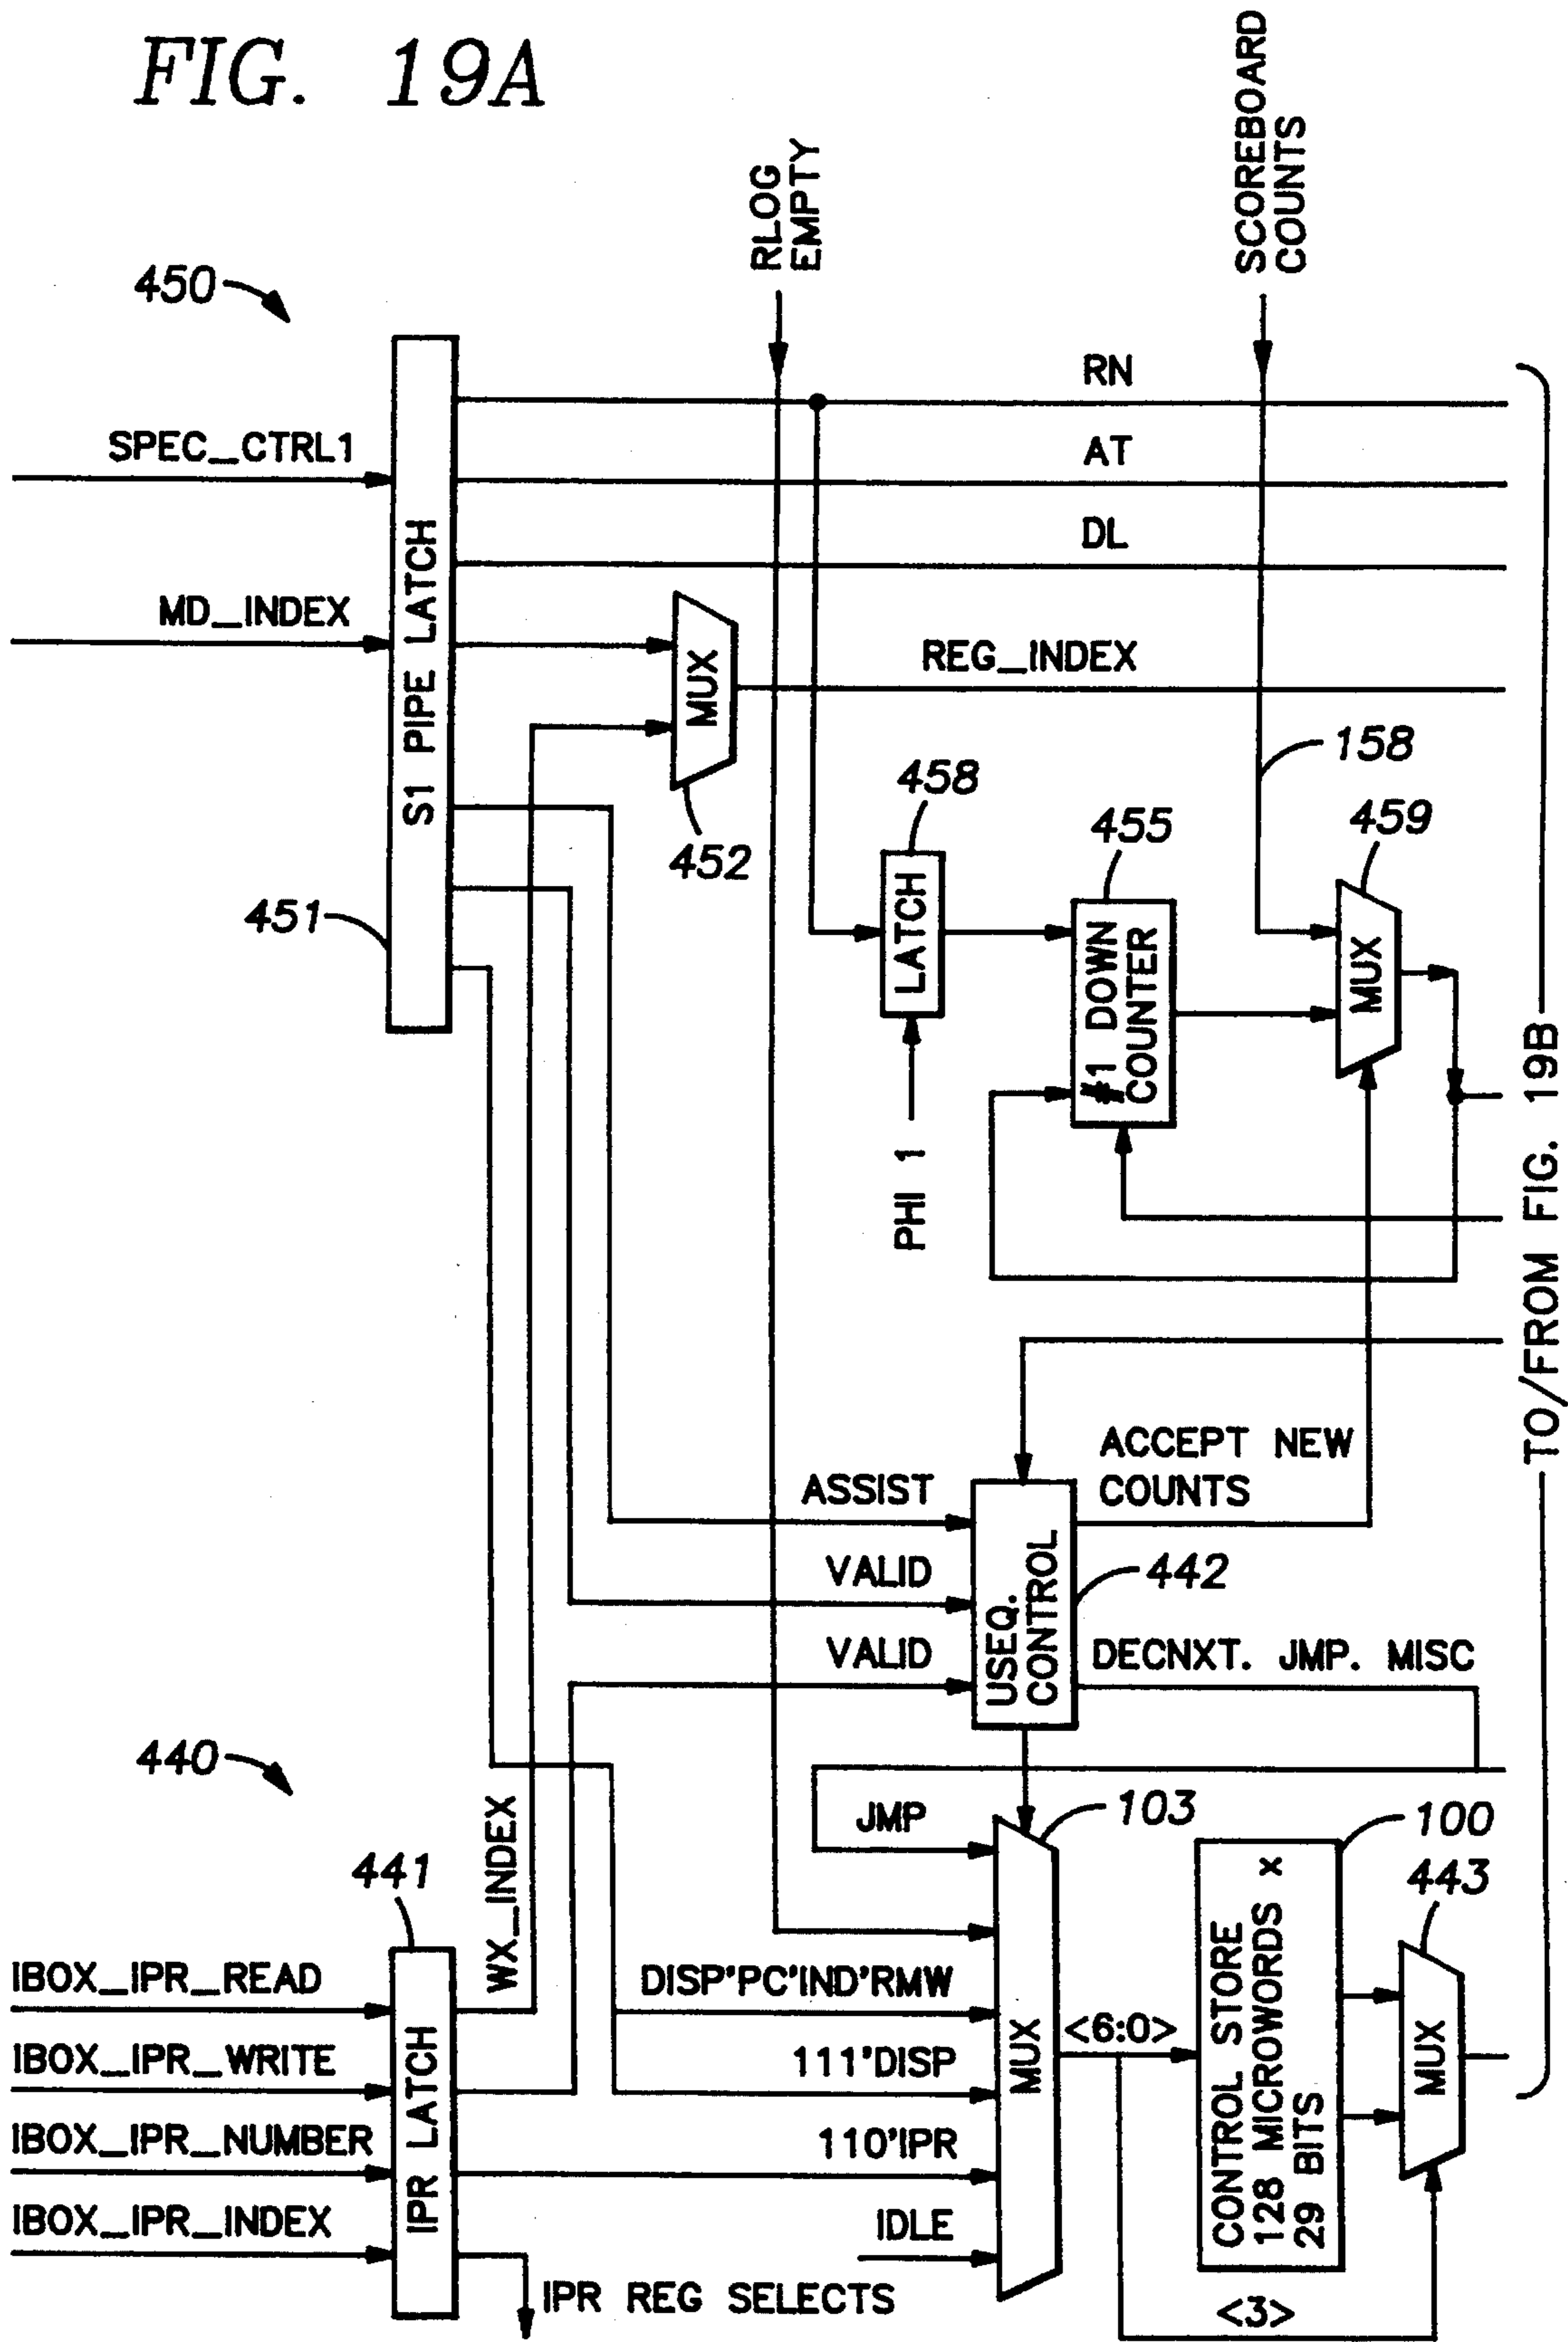 FIG. 19A
RLOG
EMPTY
SCOREBOARD
COUNTS
450
RN
SPEC_CTRL1
AT
DL
S1 PIPE LATCH
MD_INDEX
MUX
REG_INDEX
452
158
458
455
459
451
LATCH
#1 DOWN
COUNTER
MUX
PHI 1
TO/FROM FIG. 19B
ACCEPT NEW
COUNTS
ASSIST
VALID
VALID
USEQ.
CONTROL
442
DECNXT. JMP. MISC
440
JMP
103
100
441
443
WX_INDEX
IBOX_IPR_READ
IBOX_IPR_WRITE
IBOX_IPR_NUMBER
IBOX_IPR_INDEX
IPR LATCH
DISP'PC'IND'RMW
111'DISP
110'IPR
IDLE
MUX
<6:0>
CONTROL STORE
128 MICROWORDS x
29 BITS
MUX
IPR REG SELECTS
<3>